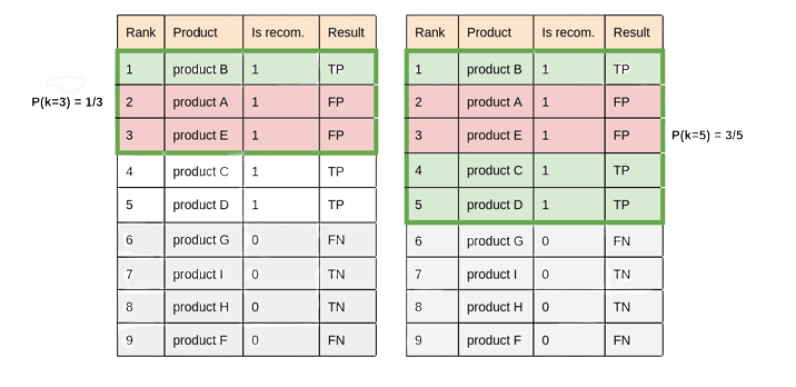 Rank Product Is recom. Result
1 product B 1 TP
2 product A 1 FP
3 product E 1 FP
4 product C 1 TP
5 product D 1 TP
6 product G 0 FN
7 product I 0 TN
8 product H 0 TN
9 product F 0 FN
P(k=3) = 1/3
Rank Product Is recom. Result
1 product B 1 TP
2 product A 1 FP
3 product E 1 FP
4 product C 1 TP
5 product D 1 TP
6 product G 0 FN
7 product I 0 TN
8 product H 0 TN
9 product F 0 FN
P(k=5) = 3/5